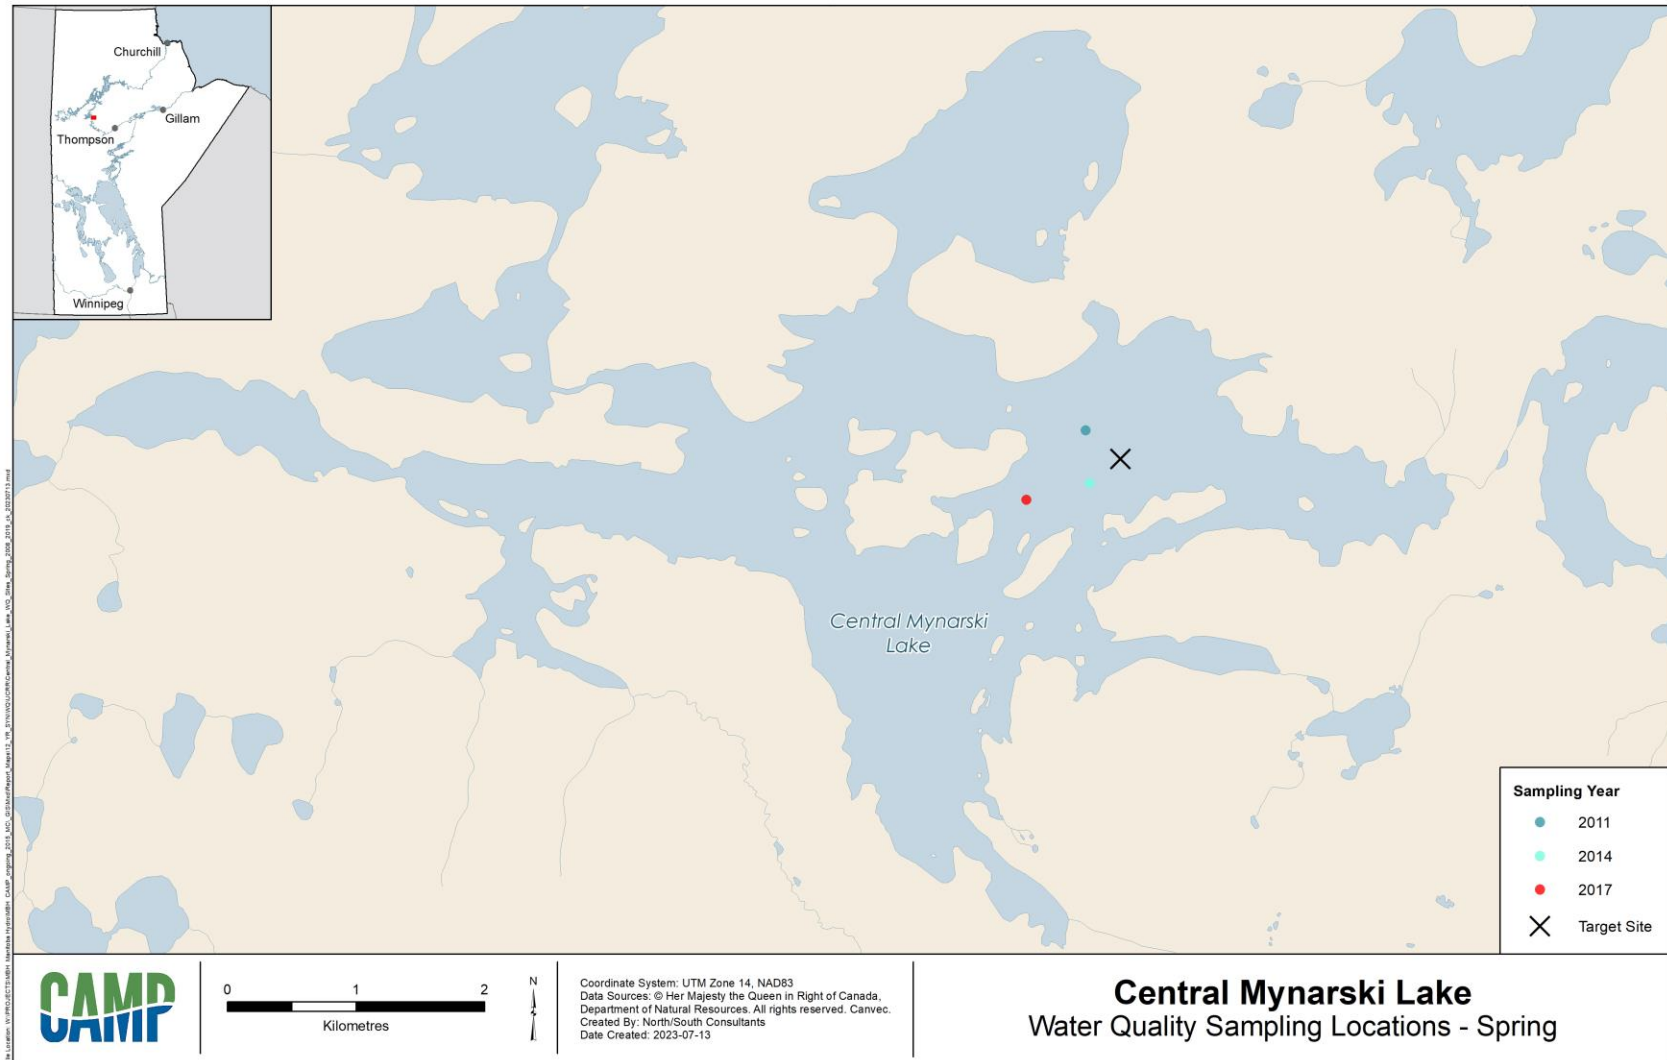 Churchill
Gillam
Thompson
Winnipeg
Central Mynarski
Lake
Sampling Year
2011
2014
2017
Target Site
CAMP
0 1 2
Kilometres
N
Coordinate System: UTM Zone 14, NAD83
Data Sources: © Her Majesty the Queen in Right of Canada,
Department of Natural Resources. All rights reserved. Canvec.
Created By: North/South Consultants
Date Created: 2023-07-13
Central Mynarski Lake
Water Quality Sampling Locations - Spring